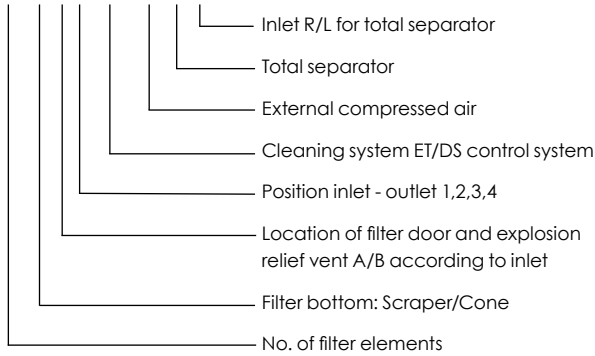 Inlet R/L for total separator
Total separator
External compressed air
Cleaning system ET/DS control system
Position inlet - outlet 1,2,3,4
Location of filter door and explosion
relief vent A/B according to inlet
Filter bottom: Scraper/Cone
No. of filter elements